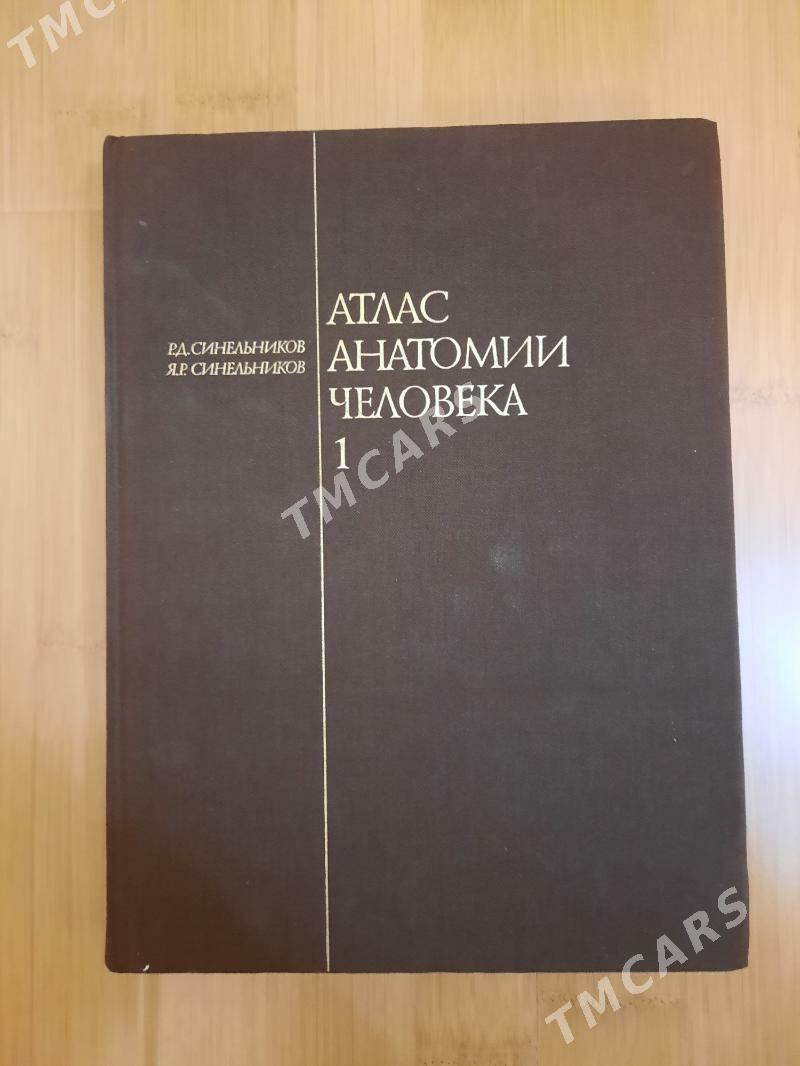 TMCARS
Р.Д. СИНЕЛЬНИКОВ
Я.Р. СИНЕЛЬНИКОВ
АТЛАС
АНАТОМИИ
ЧЕЛОВЕКА
1
TMCARS
TMCARS